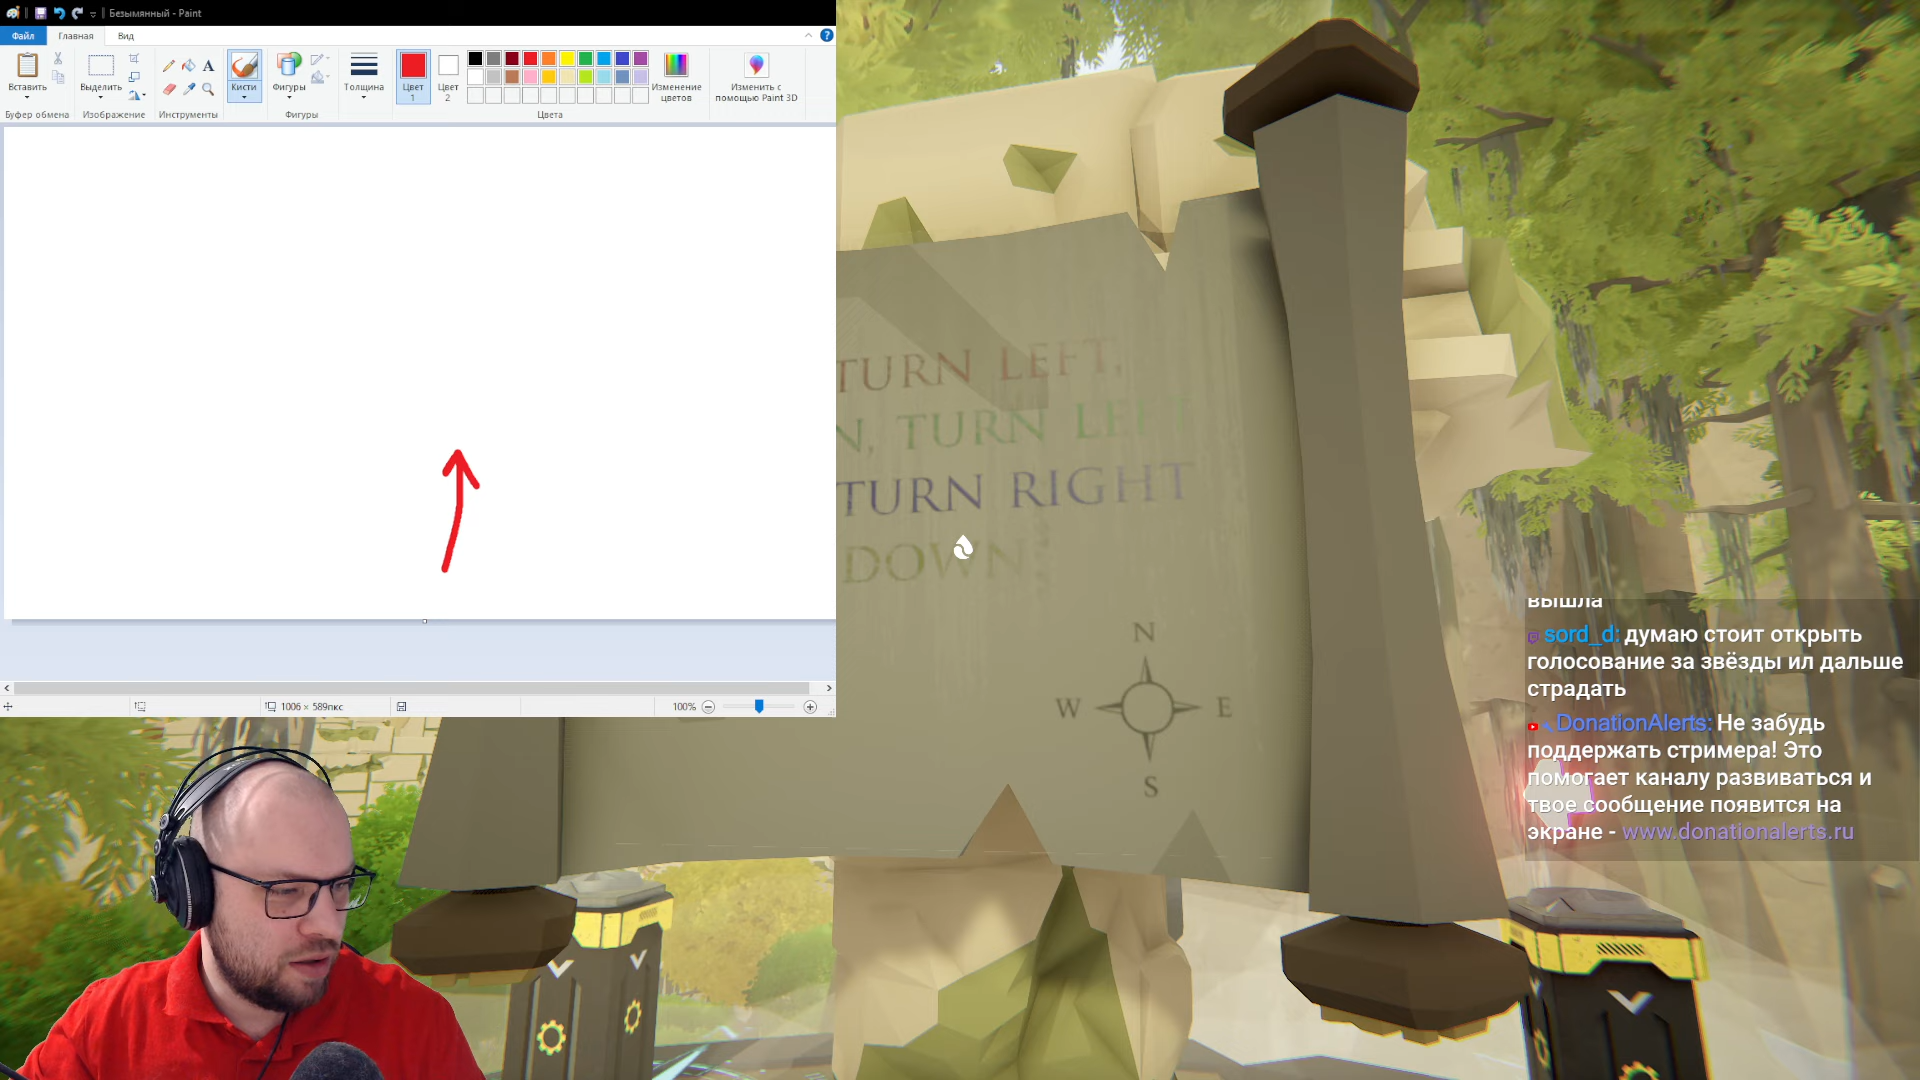 Безымянный - Paint
Файл
Главная
Вид
Вставить
Выделить
A
Кисти
Фигуры
Толщина
Цвет 1
Цвет 2
Изменение цветов
Изменить с помощью Paint 3D
Буфер обмена
Изображение
Инструменты
Фигуры
Цвета
TURN LEFT,
N, TURN LEFT
TURN RIGHT
DOWN
N
W E
S
1006 × 589пкс
100%
вышла
sord_d: думаю стоит открыть
голосование за звёзды ил дальше
страдать
DonationAlerts: Не забудь
поддержать стримера! Это
помогает каналу развиваться и
твое сообщение появится на
экране - www.donationalerts.ru